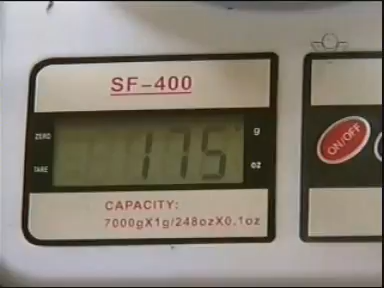 SF-400
ZERO
175
g
TARE
oz
CAPACITY:
7000gX1g/248ozX0.1oz
ON/OFF